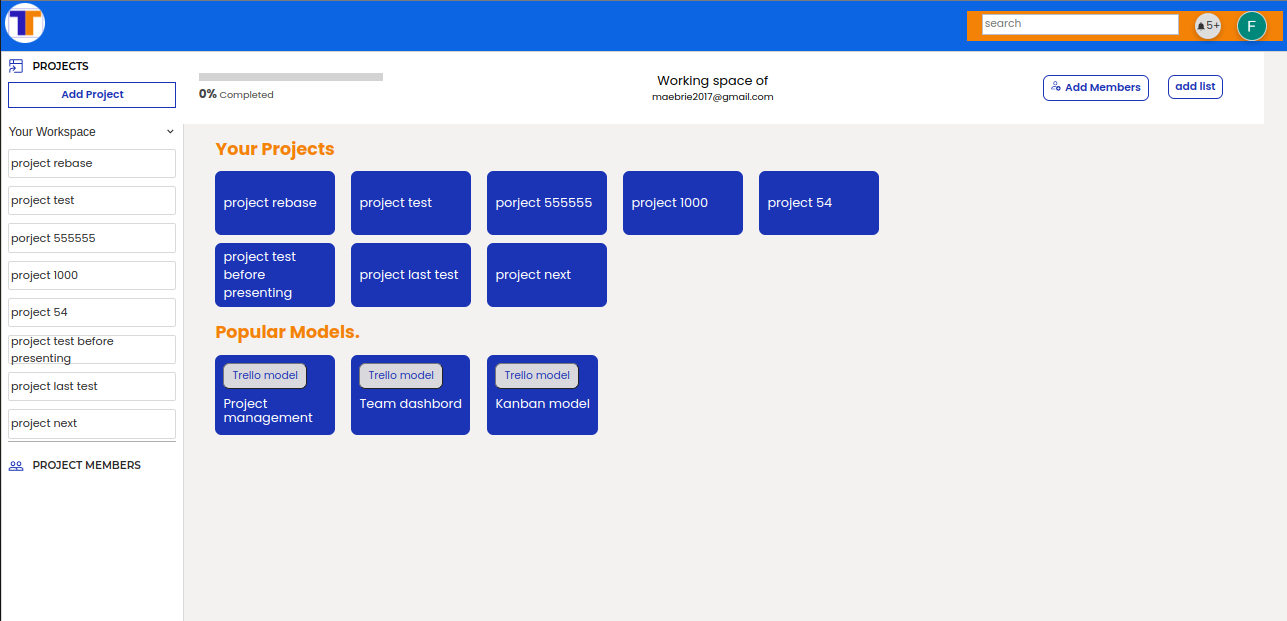 TT
search
5+
F
PROJECTS
Add Project
0% Completed
Working space of
maebrie2017@gmail.com
Add Members
add list
Your Workspace
project rebase
project test
porject 555555
project 1000
project 54
project test before
presenting
project last test
project next
PROJECT MEMBERS
Your Projects
project rebase
project test
porject 555555
project 1000
project 54
project test
before
presenting
project last test
project next
Popular Models.
Trello model
Project
management
Trello model
Team dashbord
Trello model
Kanban model